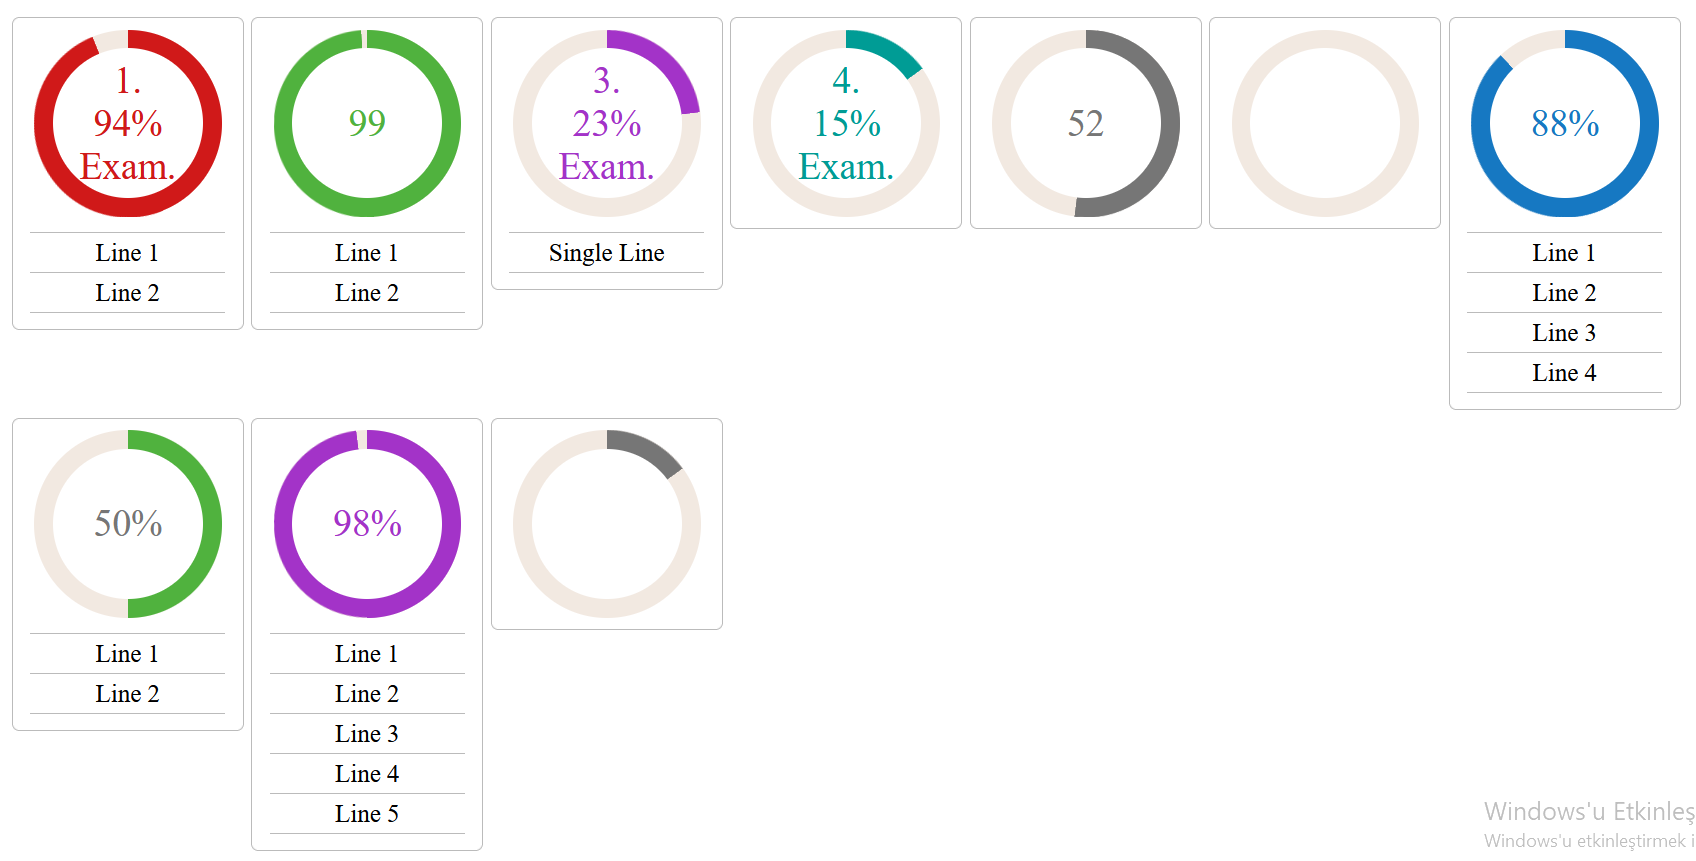 1.
94%
Exam.
Line 1
Line 2
99
Line 1
Line 2
3.
23%
Exam.
Single Line
4.
15%
Exam.
52
88%
Line 1
Line 2
Line 3
Line 4
50%
Line 1
Line 2
98%
Line 1
Line 2
Line 3
Line 4
Line 5
Windows'u Etkinleş
Windows'u etkinleştirmek i